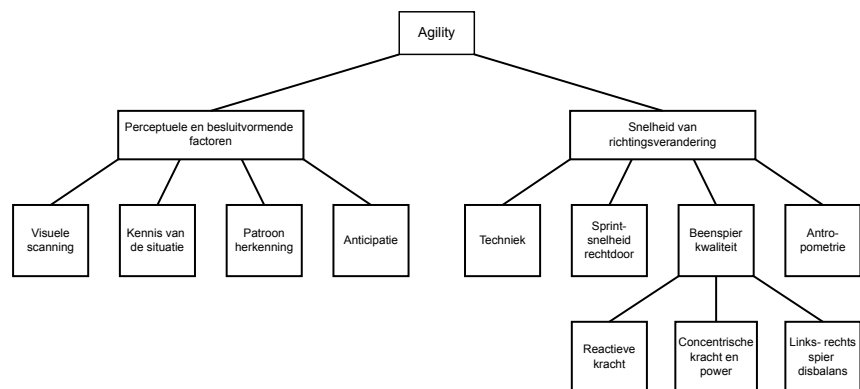 Agility
Perceptuele en besluitvormende
factoren
Snelheid van
richtingsverandering
Visuele
scanning
Kennis van
de situatie
Patroon
herkenning
Anticipatie
Techniek
Sprint-
snelheid
rechtdoor
Beenspier
kwaliteit
Antro-
pometrie
Reactieve
kracht
Concentrische
kracht en
power
Links- rechts
spier
disbalans